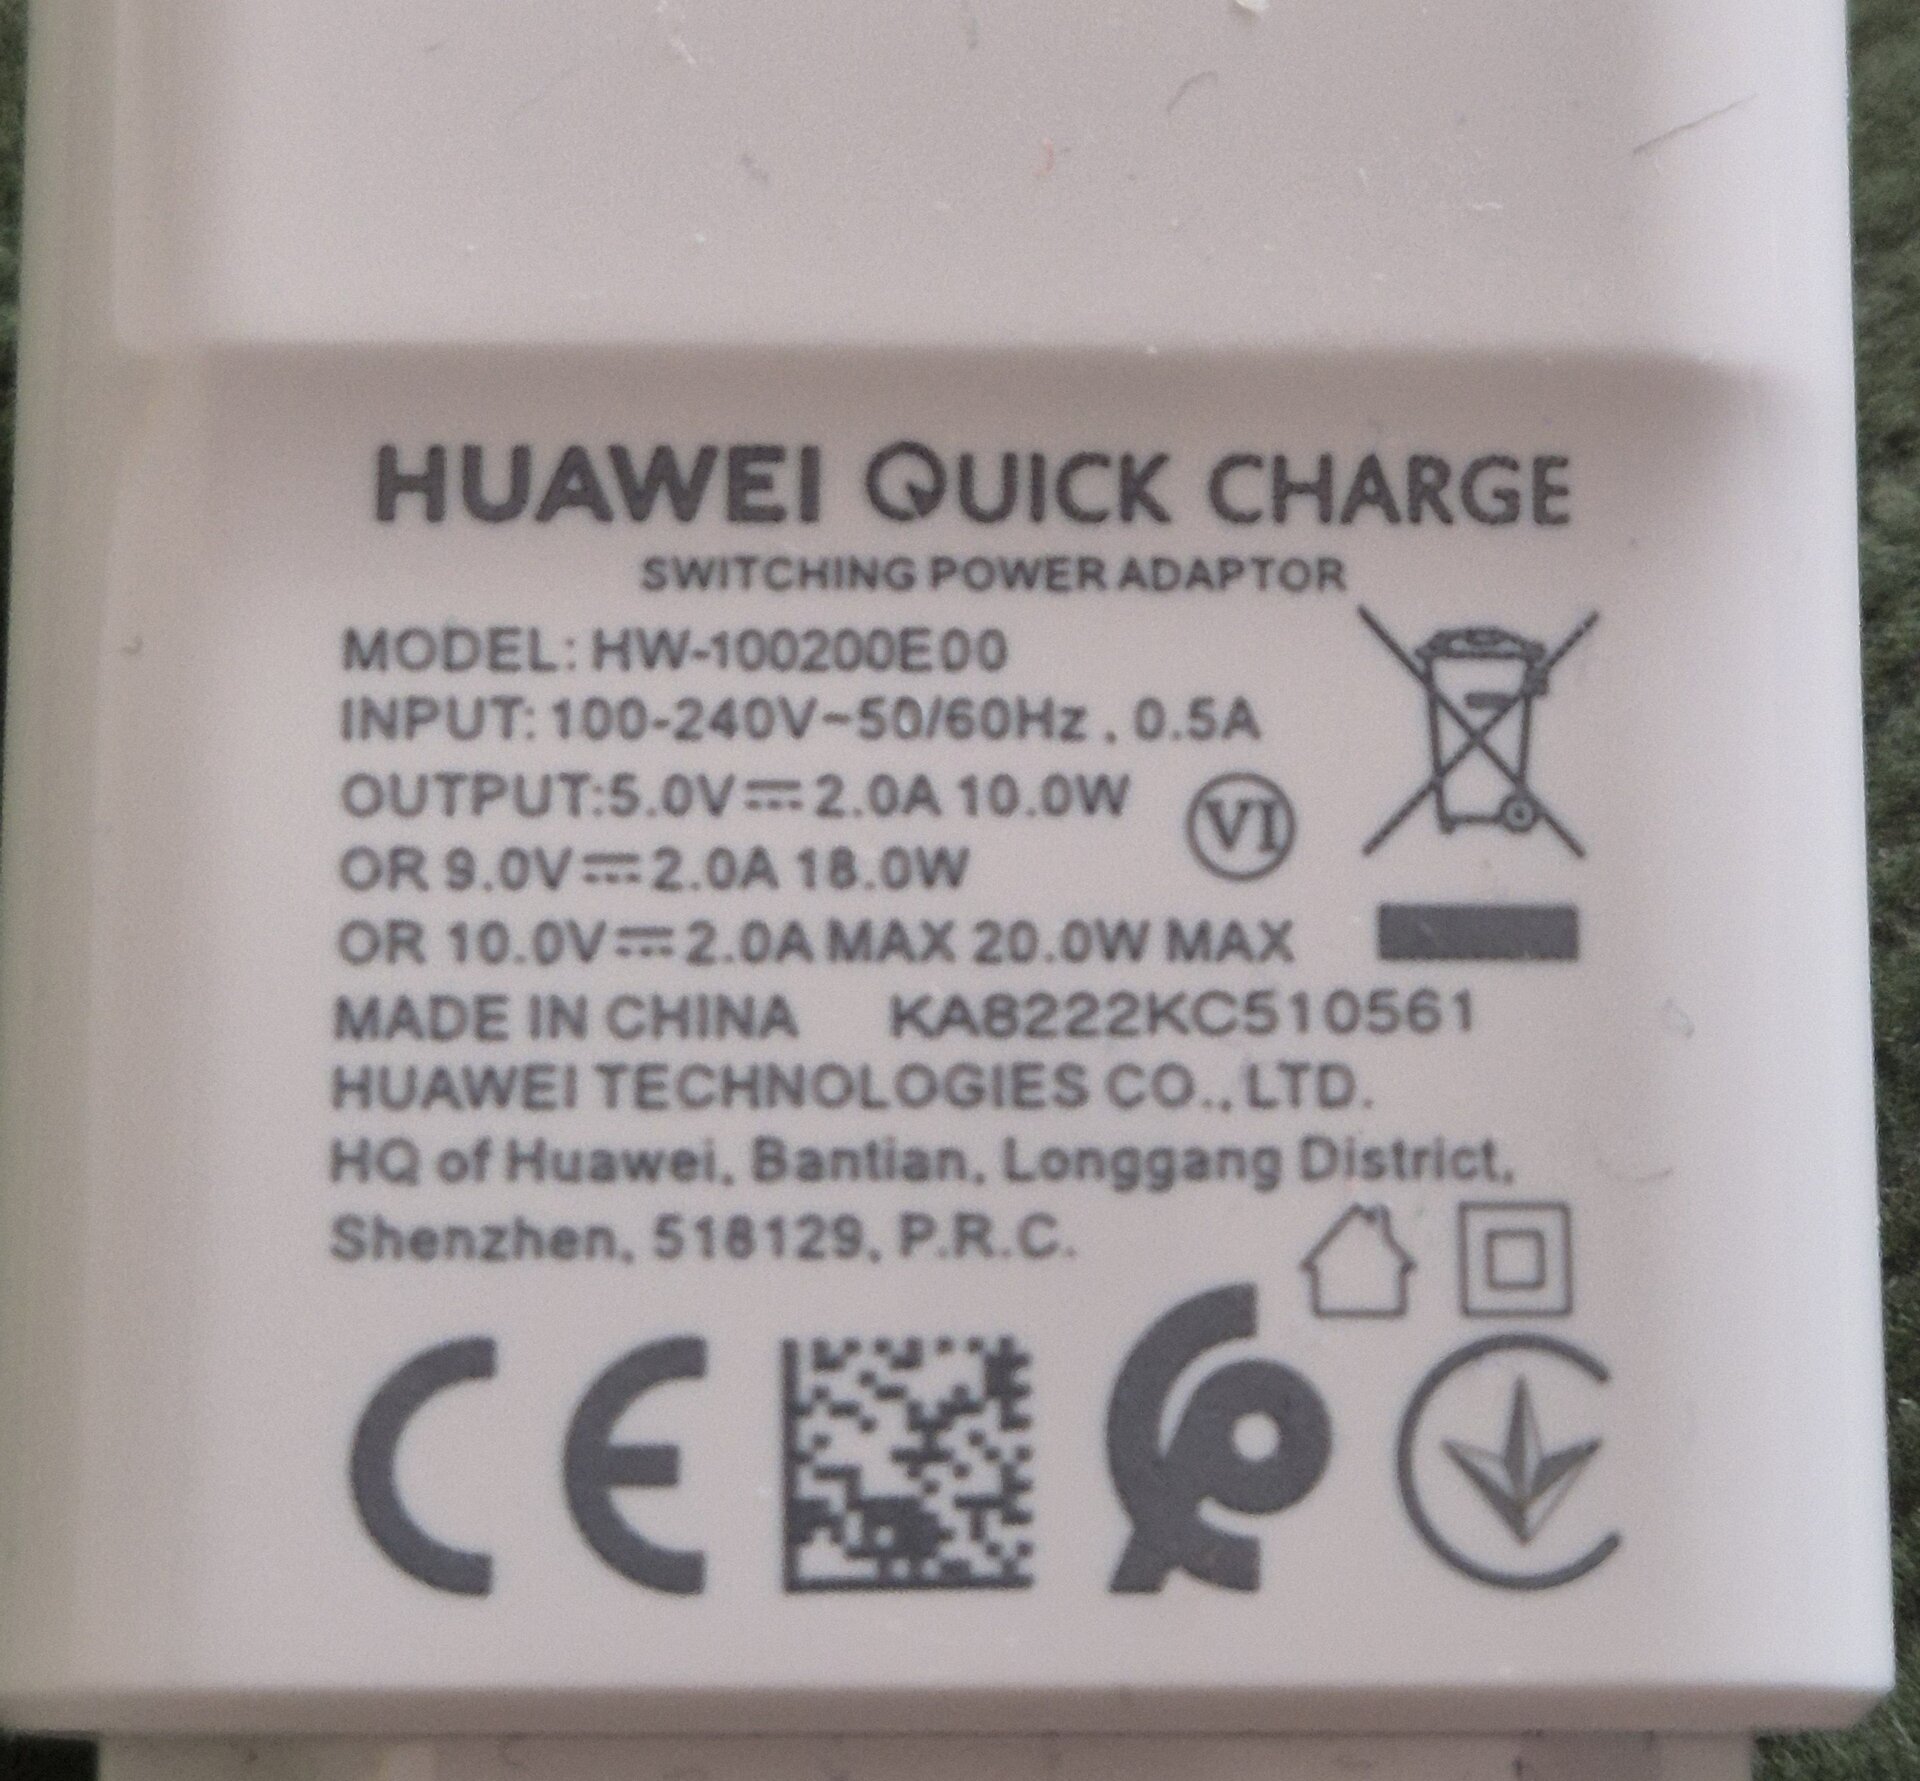 HUAWEI QUICK CHARGE
SWITCHING POWER ADAPTOR
MODEL: HW-100200E00
INPUT: 100-240V~50/60Hz, 0.5A
OUTPUT:5.0V⎓2.0A 10.0W
OR 9.0V⎓2.0A 18.0W
VI
OR 10.0V⎓2.0A MAX 20.0W MAX
MADE IN CHINA KA8222KC510561
HUAWEI TECHNOLOGIES CO., LTD.
HQ of Huawei, Bantian, Longgang District,
Shenzhen, 518129, P.R.C.
CE